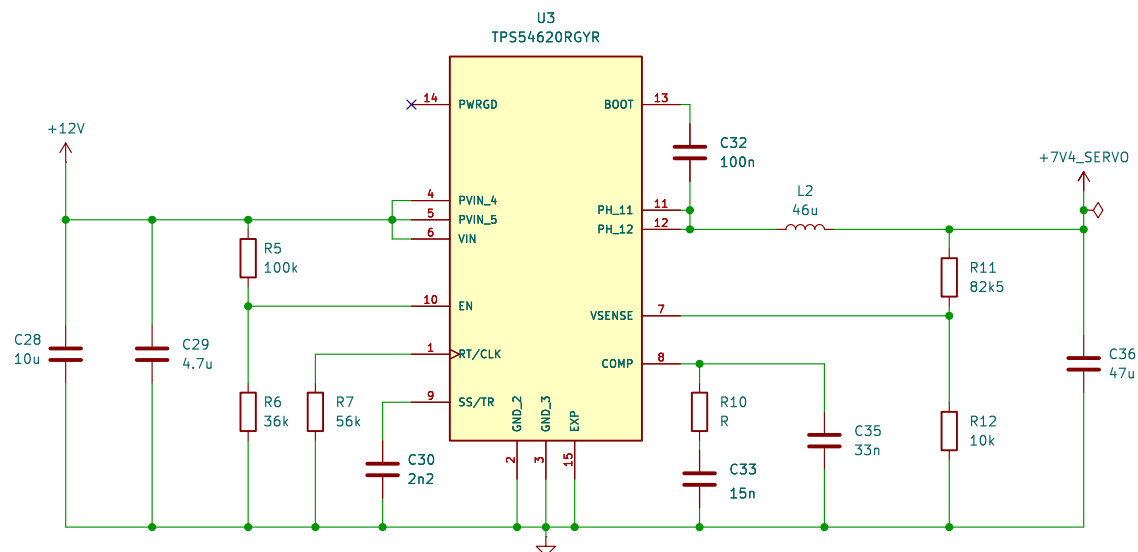 U3
TPS54620RGYR
14
PWRGD
BOOT
13
+12V
C32
100n
+7V4_SERVO
4
PVIN_4
5
PVIN_5
6
VIN
PH_11
11
PH_12
12
L2
46u
R5
100k
R11
82k5
10
EN
VSENSE
7
C28
10u
C29
4.7u
1
RT/CLK
COMP
8
C36
47u
R6
36k
R7
56k
9
SS/TR
GND_2
GND_3
EXP
R10
R
C35
33n
R12
10k
C30
2n2
2
3
15
C33
15n